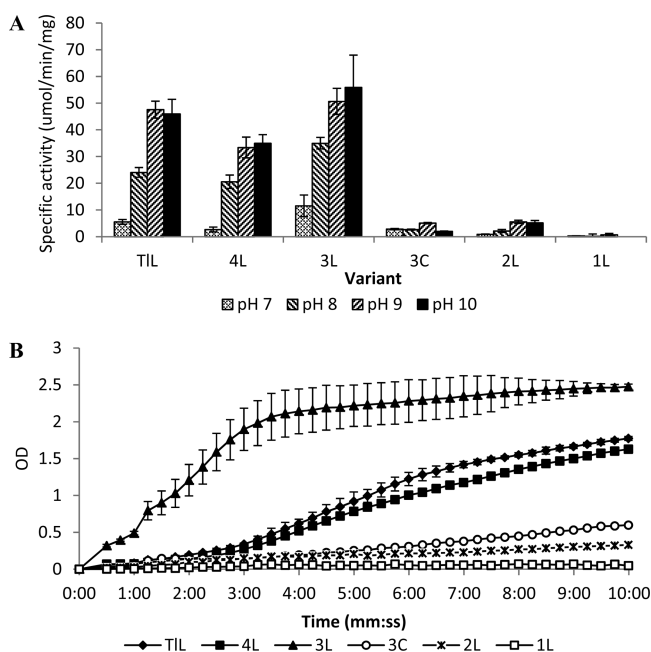 A
Specific activity (umol/min/mg)
80
70
60
50
40
30
20
10
0
TlL 4L 3L 3C 2L 1L
Variant
pH 7 pH 8 pH 9 pH 10
B
OD
3
2.5
2
1.5
1
0.5
0
0:00 1:00 2:00 3:00 4:00 5:00 6:00 7:00 8:00 9:00 10:00
Time (mm:ss)
TlL 4L 3L 3C 2L 1L